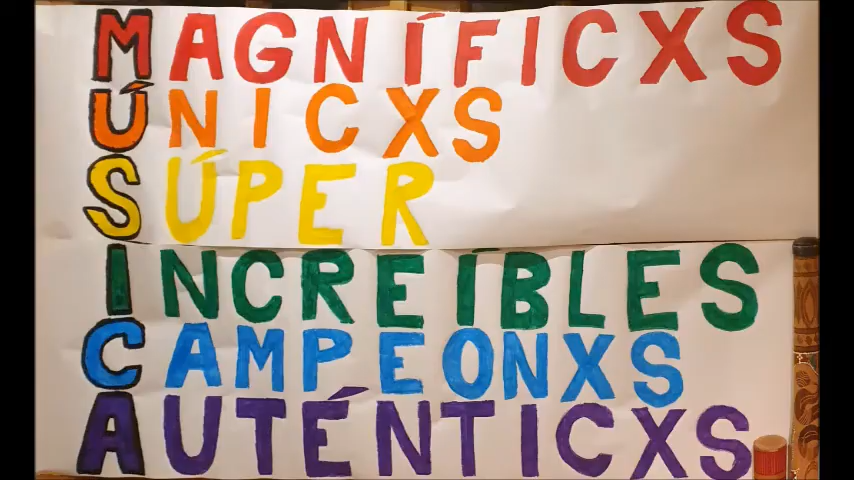 MAGNÍFICXS
ÚNICXS
SÚPER
INCREÍBLES
CAMPEONXS
AUTÉNTICXS